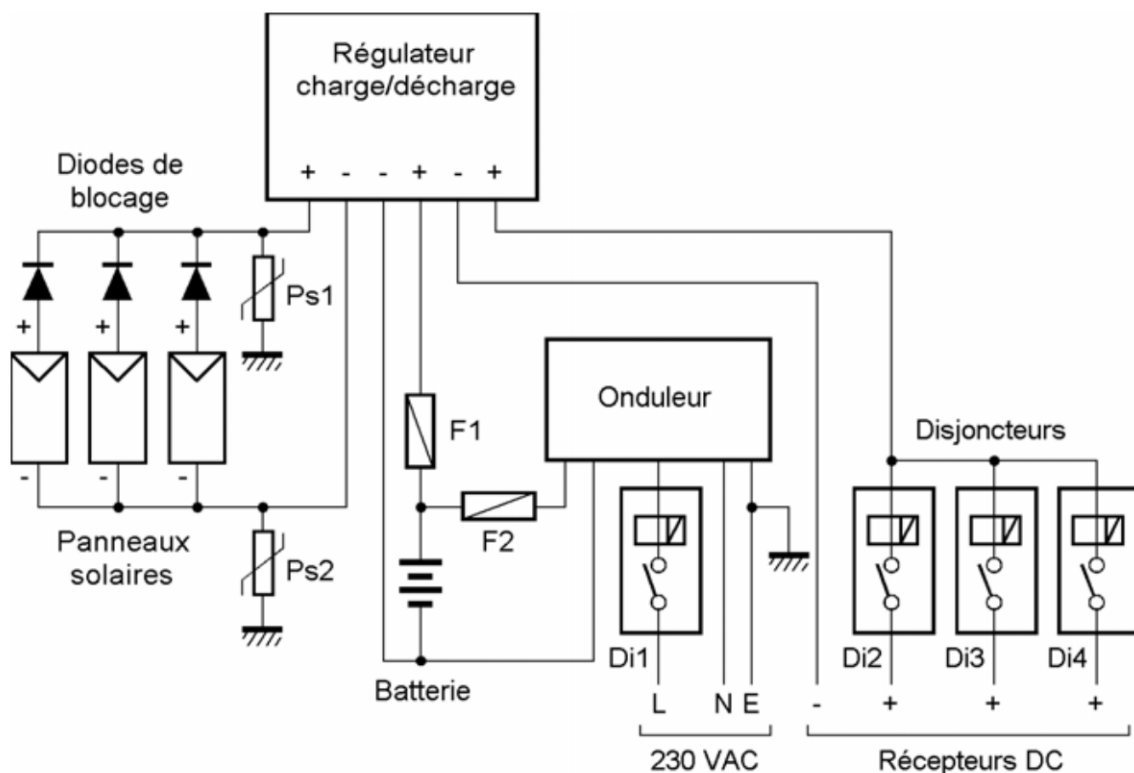 Régulateur
charge/décharge
+ - - + - +
Diodes de
blocage
Ps1
+ + +
Onduleur
F1
Disjoncteurs
- - -
F2
Panneaux
solaires
Ps2
Di1
Di2
Di3
Di4
Batterie
L N E
- + + +
230 VAC
Récepteurs DC